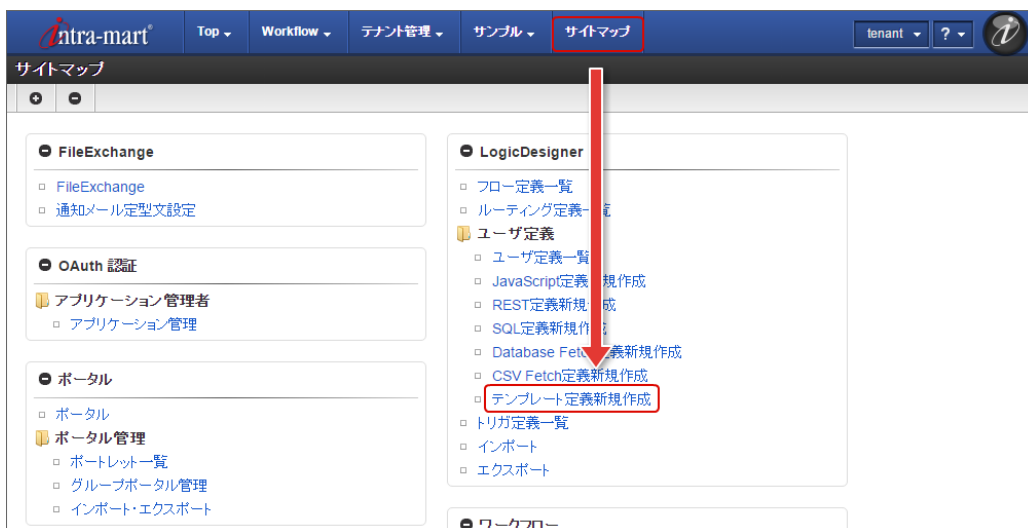 intra-mart® Top Workflow テナント管理 サンプル サイトマップ tenant ?
サイトマップ
FileExchange
FileExchange
通知メール定型文設定
OAuth 認証
アプリケーション管理者
アプリケーション管理
ポータル
ポータル
ポータル管理
ポートレット一覧
グループポータル管理
インポート・エクスポート
LogicDesigner
フロー定義一覧
ルーティング定義一覧
ユーザ定義
ユーザ定義一覧
JavaScript定義 規作成
REST定義新規 成
SQL定義新規作
Database Fetc 義新規作成
CSV Fetch定義新規作成
テンプレート定義新規作成
トリガ定義一覧
インポート
エクスポート
ワークフロー